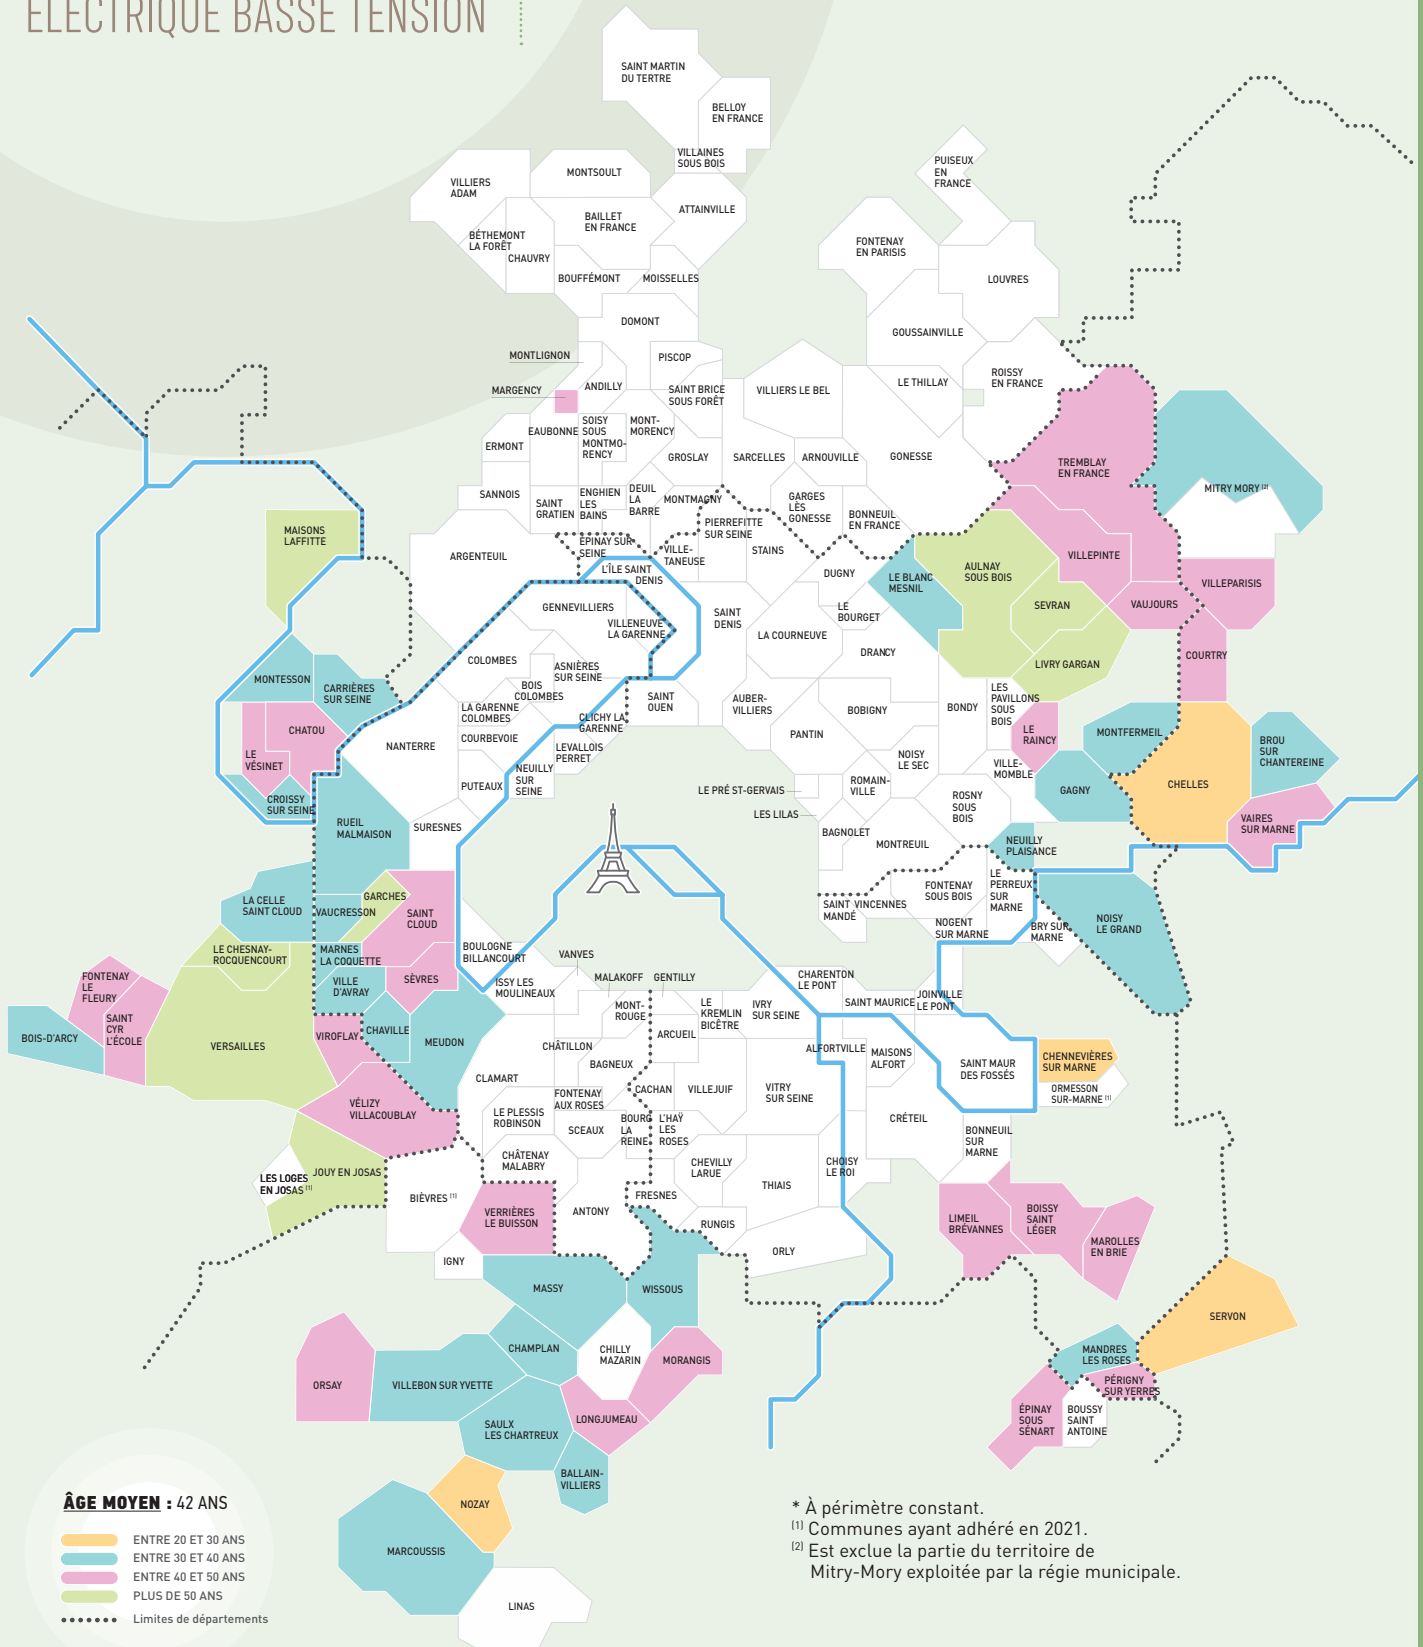 ÉLECTRIQUE BASSE TENSION
SAINT MARTIN
DU TERTRE
BELLOY
EN FRANCE
VILLAINES
SOUS BOIS
MONTSOULT
VILLIERS
ADAM
ATTAINVILLE
BAILLET
EN FRANCE
BÉTHEMONT
LA FORÊT
CHAUVRY
BOUFFÉMONT
MOISSELLES
PUISEUX
EN
FRANCE
FONTENAY
EN PARISIS
LOUVRES
DOMONT
GOUSSAINVILLE
MONTLIGNON
PISCOP
ROISSY
EN FRANCE
MARGENCY
ANDILLY
SAINT BRICE
SOUS FORÊT
VILLIERS LE BEL
LE THILLAY
EAUBONNE
SOISY
SOUS
MONTMO-
RENCY
MONT-
MORENCY
ERMONT
GROSLAY
SARCELLES
ARNOUVILLE
GONESSE
TREMBLAY
EN FRANCE
MITRY MORY (2)
SANNOIS
SAINT
GRATIEN
ENGHIEN
LES
BAINS
DEUIL
LA
BARRE
MONTMAGNY
GARGES
LÈS
GONESSE
BONNEUIL
EN FRANCE
MAISONS
LAFFITTE
ARGENTEUIL
ÉPINAY SUR
SEINE
VILLE-
TANEUSE
PIERREFITTE
SUR SEINE
STAINS
L'ÎLE SAINT
DENIS
DUGNY
LE BLANC
MESNIL
AULNAY
SOUS BOIS
VILLEPINTE
VILLEPARISIS
GENNEVILLIERS
VILLENEUVE
LA GARENNE
SAINT
DENIS
LE
BOURGET
LA COURNEUVE
SEVRAN
VAUJOURS
DRANCY
LIVRY GARGAN
COURTRY
MONTESSON
CARRIÈRES
SUR SEINE
COLOMBES
ASNIÈRES
SUR SEINE
BOIS
COLOMBES
LA GARENNE
COLOMBES
CLICHY LA
GARENNE
SAINT
OUEN
AUBER-
VILLIERS
BOBIGNY
BONDY
LES
PAVILLONS
SOUS
BOIS
CHATOU
LE
VÉSINET
NANTERRE
COURBEVOIE
LEVALLOIS
PERRET
PANTIN
LE
RAINCY
MONTFERMEIL
BROU
SUR
CHANTEREINE
NOISY
LE SEC
VILLE-
MOMBLE
CROISSY
SUR SEINE
PUTEAUX
NEUILLY
SUR
SEINE
LE PRÉ ST-GERVAIS
ROMAIN-
VILLE
ROSNY
SOUS
BOIS
GAGNY
CHELLES
RUEIL
MALMAISON
SURESNES
LES LILAS
BAGNOLET
MONTREUIL
NEUILLY
PLAISANCE
VAIRES
SUR MARNE
LA CELLE
SAINT CLOUD
GARCHES
VAUCRESSON
SAINT
CLOUD
SAINT
MANDÉ
VINCENNES
FONTENAY
SOUS BOIS
LE
PERREUX
SUR
MARNE
NOGENT
SUR MARNE
BRY SUR
MARNE
NOISY
LE GRAND
LE CHESNAY-
ROCQUENCOURT
MARNES
LA COQUETTE
BOULOGNE
BILLANCOURT
VANVES
FONTENAY
LE
FLEURY
VILLE
D'AVRAY
SÈVRES
ISSY LES
MOULINEAUX
MALAKOFF
GENTILLY
CHARENTON
LE PONT
SAINT MAURICE
JOINVILLE
LE PONT
SAINT
CYR
L'ÉCOLE
BOIS-D'ARCY
VERSAILLES
VIROFLAY
CHAVILLE
MEUDON
MONT-
ROUGE
ARCUEIL
LE
KREMLIN
BICÊTRE
IVRY
SUR SEINE
CHÂTILLON
BAGNEUX
ALFORTVILLE
MAISONS
ALFORT
SAINT MAUR
DES FOSSÉS
CHENNEVIÈRES
SUR MARNE
ORMESSON
SUR-MARNE (1)
CLAMART
FONTENAY
AUX ROSES
CACHAN
VILLEJUIF
VITRY
SUR SEINE
VÉLIZY
VILLACOUBLAY
LE PLESSIS
ROBINSON
SCEAUX
BOURG
LA
REINE
L'HAŸ
LES
ROSES
CRÉTEIL
BONNEUIL
SUR
MARNE
JOUY EN JOSAS
LES LOGES
EN JOSAS (1)
CHÂTENAY
MALABRY
CHEVILLY
LARUE
CHOISY
LE ROI
THIAIS
BIÈVRES (1)
VERRIÈRES
LE BUISSON
ANTONY
FRESNES
RUNGIS
ORLY
LIMEIL
BRÉVANNES
BOISSY
SAINT
LÉGER
MAROLLES
EN BRIE
IGNY
MASSY
WISSOUS
SERVON
CHAMPLAN
CHILLY
MAZARIN
MORANGIS
MANDRES
LES ROSES
ORSAY
VILLEBON SUR YVETTE
PÉRIGNY
SUR YERRES
SAULX
LES CHARTREUX
LONGJUMEAU
ÉPINAY
SOUS
SÉNART
BOUSSY
SAINT
ANTOINE
BALLAIN-
VILLIERS
NOZAY
MARCOUSSIS
LINAS
ÂGE MOYEN : 42 ANS
ENTRE 20 ET 30 ANS
ENTRE 30 ET 40 ANS
ENTRE 40 ET 50 ANS
PLUS DE 50 ANS
Limites de départements
* À périmètre constant.
(1) Communes ayant adhéré en 2021.
(2) Est exclue la partie du territoire de
Mitry-Mory exploitée par la régie municipale.